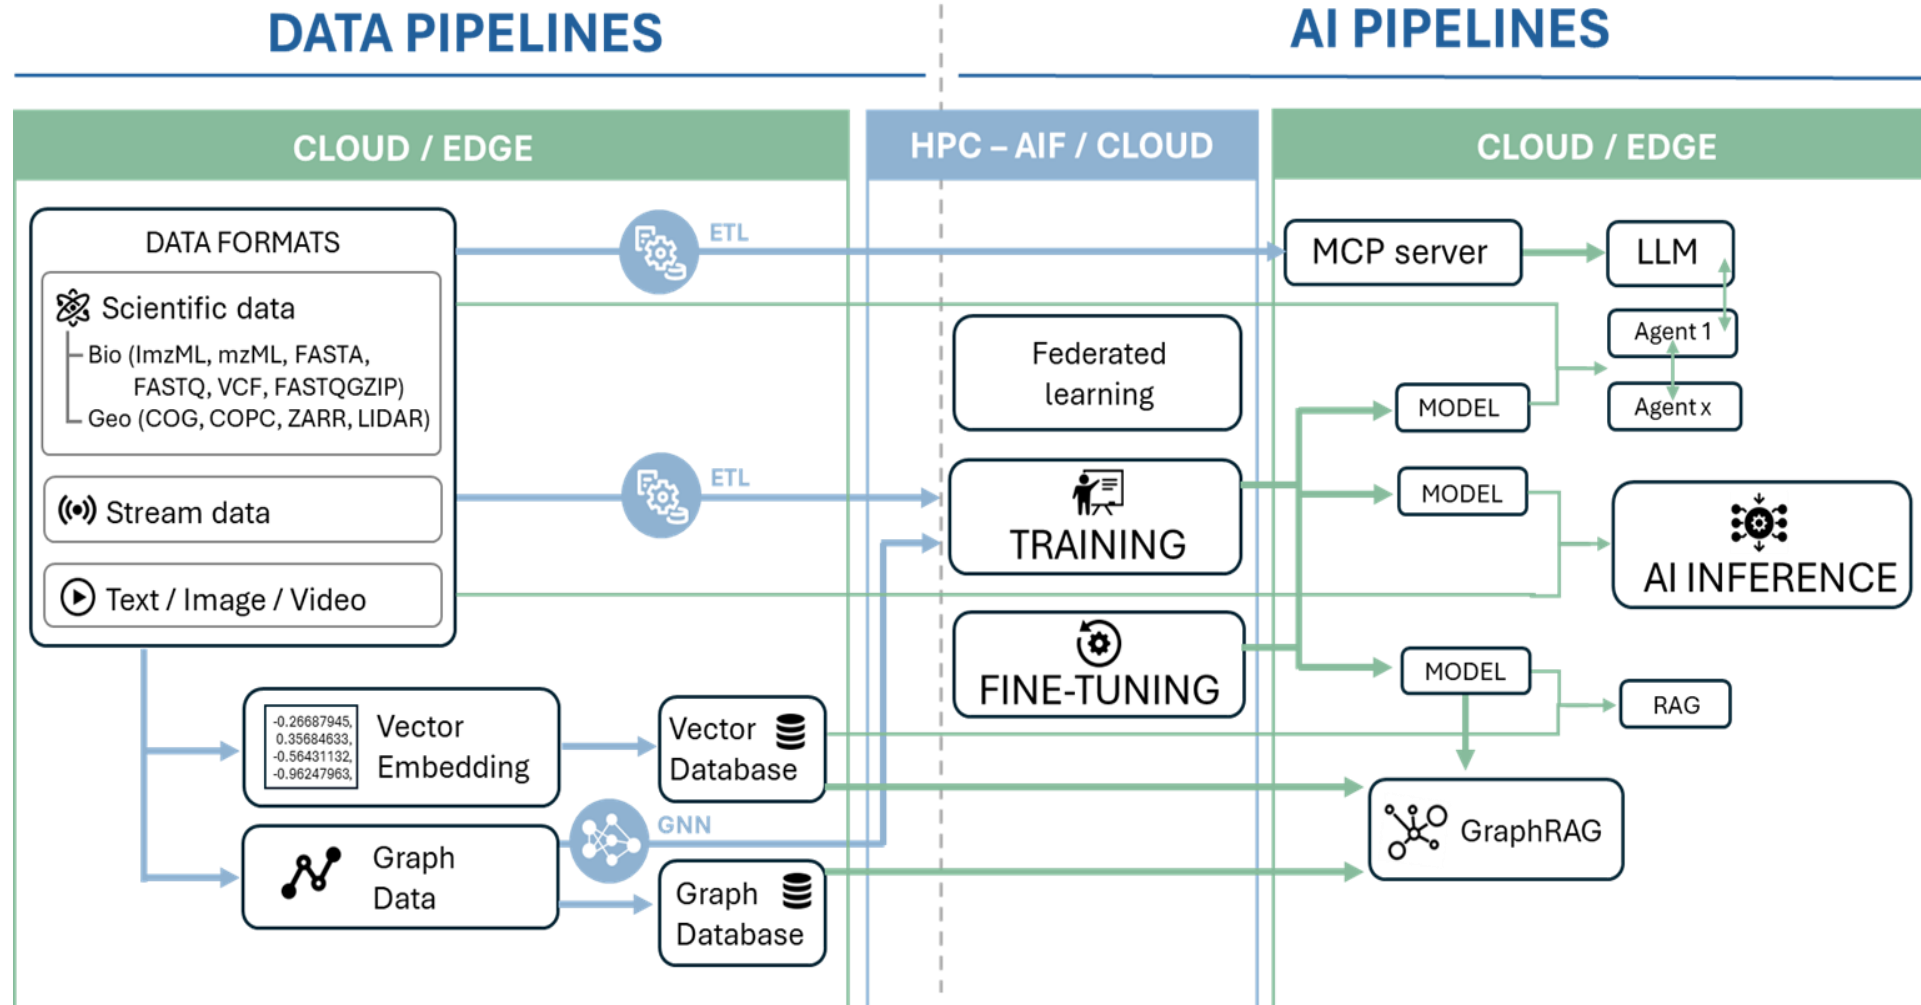 DATA PIPELINES
AI PIPELINES
CLOUD / EDGE
HPC – AIF / CLOUD
CLOUD / EDGE
DATA FORMATS
Scientific data
Bio (ImzML, mzML, FASTA,
FASTQ, VCF, FASTQGZIP)
Geo (COG, COPC, ZARR, LIDAR)
Stream data
Text / Image / Video
ETL
ETL
-0.26687945,
0.35684633,
-0.56431132,
-0.96247963,
Vector
Embedding
Vector
Database
Graph
Data
GNN
Graph
Database
Federated
learning
TRAINING
FINE-TUNING
MCP server
LLM
Agent 1
Agent x
MODEL
MODEL
AI INFERENCE
MODEL
RAG
GraphRAG